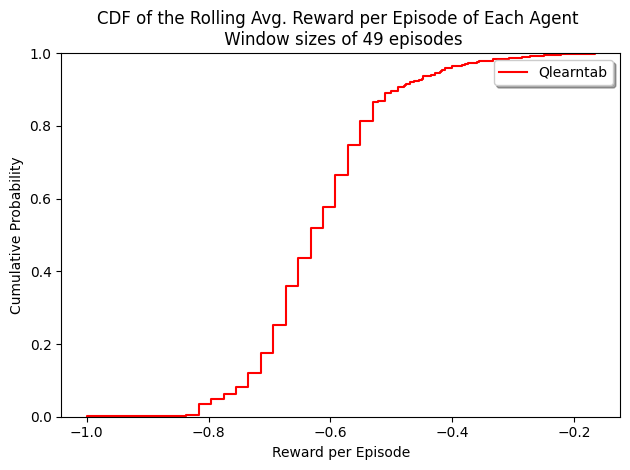 CDF of the Rolling Avg. Reward per Episode of Each Agent
Window sizes of 49 episodes
Qlearntab
Cumulative Probability
1.0
0.8
0.6
0.4
0.2
0.0
−1.0 −0.8 −0.6 −0.4 −0.2
Reward per Episode